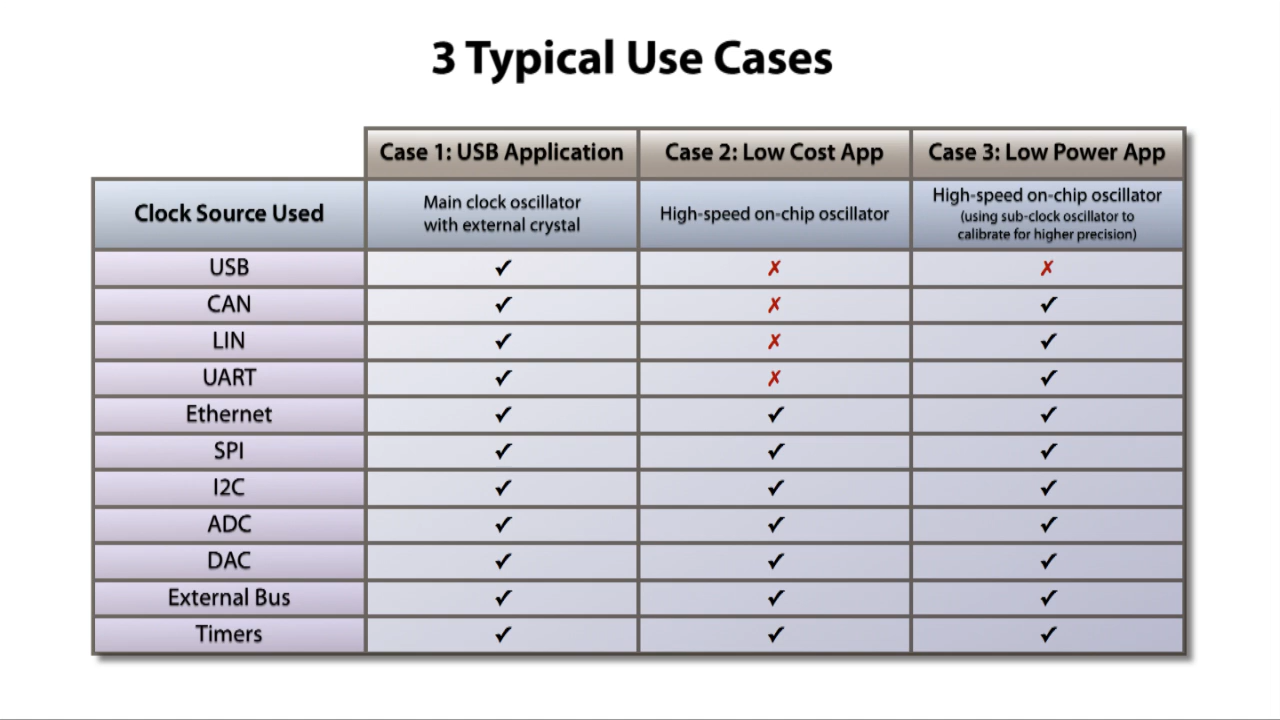 3 Typical Use Cases
Case 1: USB Application
Case 2: Low Cost App
Case 3: Low Power App
Clock Source Used
Main clock oscillator
with external crystal
High-speed on-chip oscillator
High-speed on-chip oscillator
(using sub-clock oscillator to
calibrate for higher precision)
USB ✓ ✗ ✗
CAN ✓ ✗ ✓
LIN ✓ ✗ ✓
UART ✓ ✗ ✓
Ethernet ✓ ✓ ✓
SPI ✓ ✓ ✓
I2C ✓ ✓ ✓
ADC ✓ ✓ ✓
DAC ✓ ✓ ✓
External Bus ✓ ✓ ✓
Timers ✓ ✓ ✓